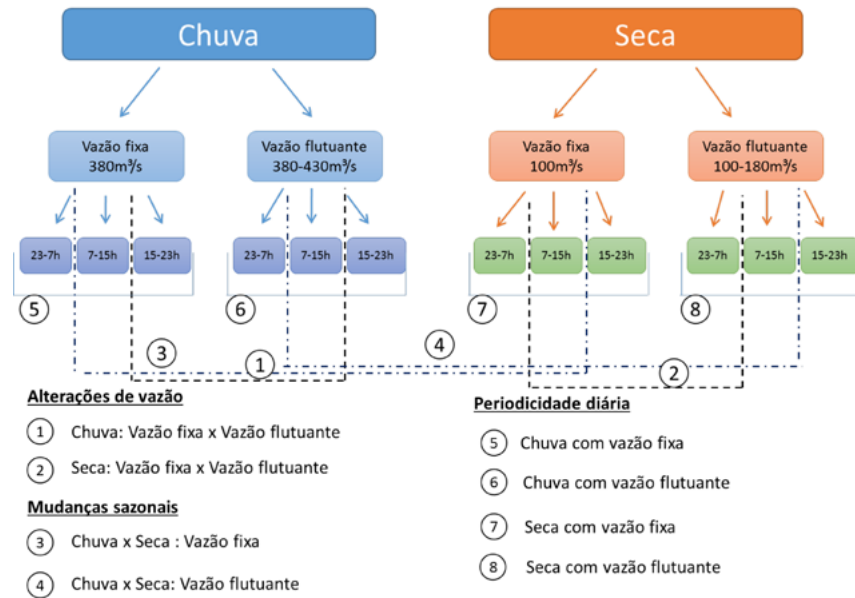 Chuva
Seca
Vazão fixa
380m³/s
Vazão flutuante
380-430m³/s
Vazão fixa
100m³/s
Vazão flutuante
100-180m³/s
23-7h
7-15h
15-23h
23-7h
7-15h
15-23h
23-7h
7-15h
15-23h
23-7h
7-15h
15-23h
5
6
7
8
3
1
4
2
Alterações de vazão
1 Chuva: Vazão fixa x Vazão flutuante
2 Seca: Vazão fixa x Vazão flutuante
Mudanças sazonais
3 Chuva x Seca : Vazão fixa
4 Chuva x Seca: Vazão flutuante
Periodicidade diária
5 Chuva com vazão fixa
6 Chuva com vazão flutuante
7 Seca com vazão fixa
8 Seca com vazão flutuante